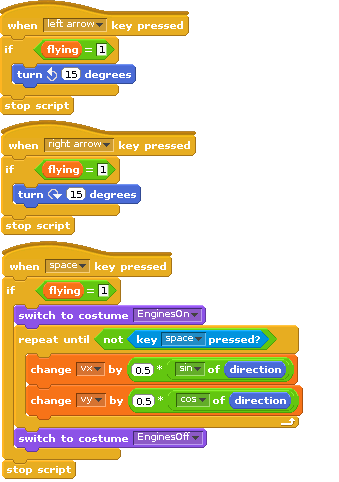 when left arrow key pressed
if flying = 1
turn 15 degrees
stop script
when right arrow key pressed
if flying = 1
turn 15 degrees
stop script
when space key pressed
if flying = 1
switch to costume EnginesOn
repeat until not key space pressed?
change vx by 0.5 * sin of direction
change vy by 0.5 * cos of direction
switch to costume EnginesOff
stop script